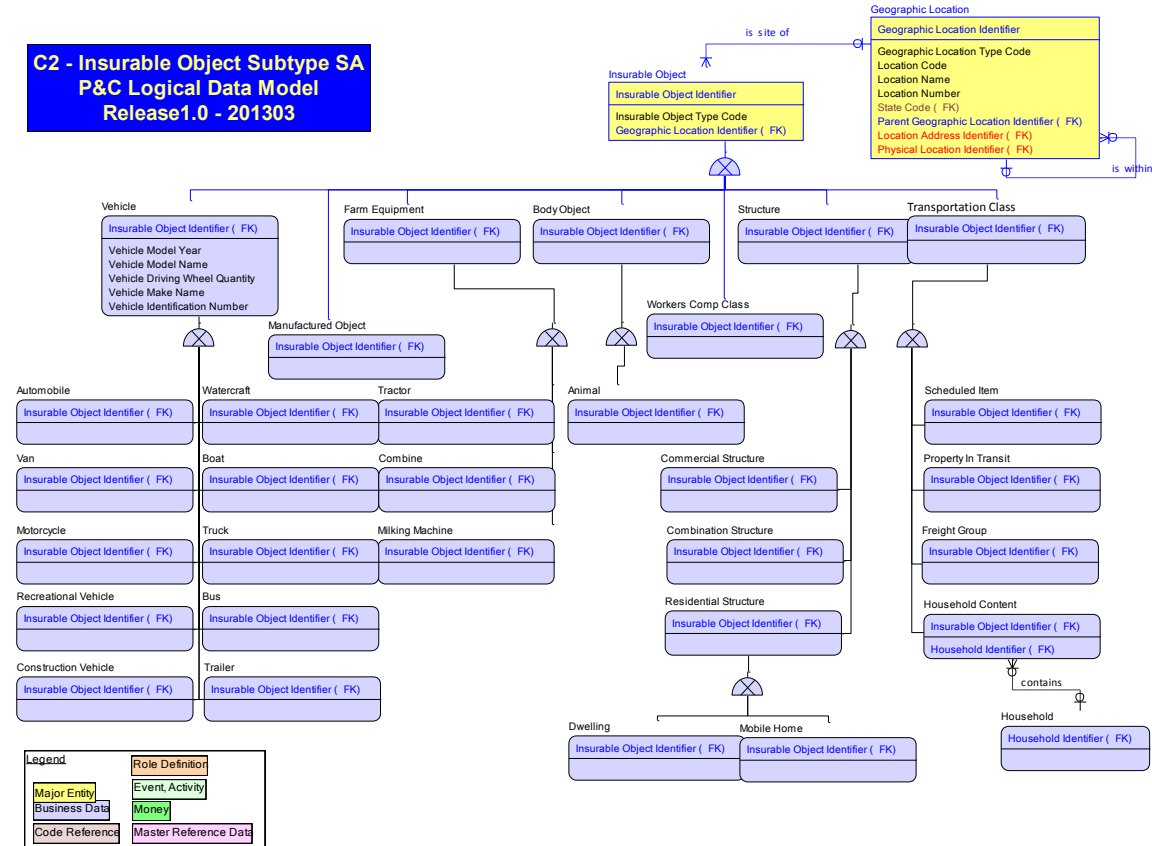 C2 - Insurable Object Subtype SA
P&C Logical Data Model
Release1.0 - 201303
Geographic Location
Geographic Location Identifier
Geographic Location Type Code
Location Code
Location Name
Location Number
State Code ( FK)
Parent Geographic Location Identifier ( FK)
Location Address Identifier ( FK)
Physical Location Identifier ( FK)
is site of
is within
Insurable Object
Insurable Object Identifier
Insurable Object Type Code
Geographic Location Identifier ( FK)
Vehicle
Insurable Object Identifier ( FK)
Vehicle Model Year
Vehicle Model Name
Vehicle Driving Wheel Quantity
Vehicle Make Name
Vehicle Identification Number
Farm Equipment
Insurable Object Identifier ( FK)
Body Object
Insurable Object Identifier ( FK)
Structure
Insurable Object Identifier ( FK)
Transportation Class
Insurable Object Identifier ( FK)
Manufactured Object
Insurable Object Identifier ( FK)
Workers Comp Class
Insurable Object Identifier ( FK)
Automobile
Insurable Object Identifier ( FK)
Watercraft
Insurable Object Identifier ( FK)
Tractor
Insurable Object Identifier ( FK)
Animal
Insurable Object Identifier ( FK)
Scheduled Item
Insurable Object Identifier ( FK)
Van
Insurable Object Identifier ( FK)
Boat
Insurable Object Identifier ( FK)
Combine
Insurable Object Identifier ( FK)
Commercial Structure
Insurable Object Identifier ( FK)
Property In Transit
Insurable Object Identifier ( FK)
Motorcycle
Insurable Object Identifier ( FK)
Truck
Insurable Object Identifier ( FK)
Milking Machine
Insurable Object Identifier ( FK)
Combination Structure
Insurable Object Identifier ( FK)
Freight Group
Insurable Object Identifier ( FK)
Recreational Vehicle
Insurable Object Identifier ( FK)
Bus
Insurable Object Identifier ( FK)
Residential Structure
Insurable Object Identifier ( FK)
Household Content
Insurable Object Identifier ( FK)
Household Identifier ( FK)
Construction Vehicle
Insurable Object Identifier ( FK)
Trailer
Insurable Object Identifier ( FK)
contains
Dwelling
Insurable Object Identifier ( FK)
Mobile Home
Insurable Object Identifier ( FK)
Household
Household Identifier ( FK)
Legend
Role Definition
Major Entity
Event, Activity
Business Data
Money
Code Reference
Master Reference Data